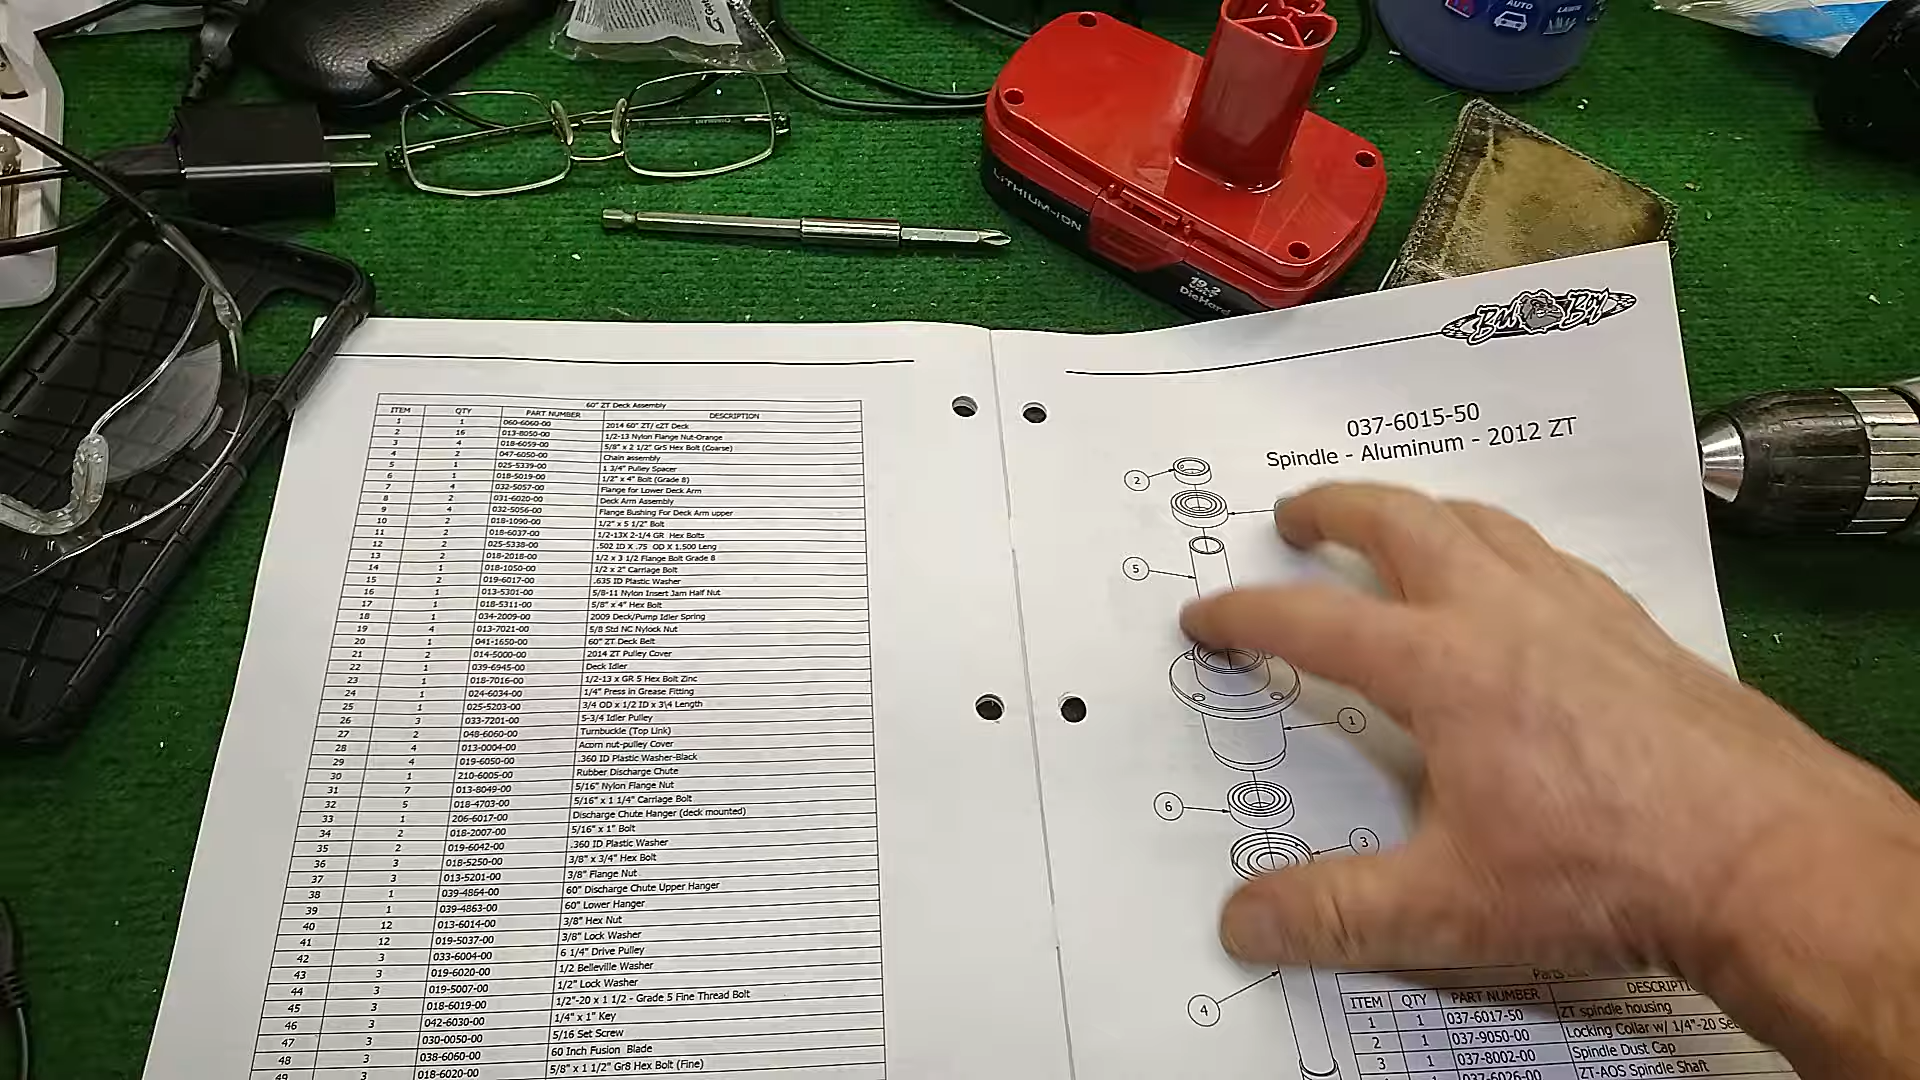 AUTO
LAWN
LITHIUM-ION
19.2
VOLT
DieHard
Bad Boy
60" ZT Deck Assembly
ITEM QTY PART NUMBER DESCRIPTION
1 1 060-6060-00 2014 60" ZT/ cZT Deck
2 16 013-8050-00 1/2-13 Nylon Flange Nut-Orange
3 4 018-6059-00 5/8" x 2 1/2" Gr5 Hex Bolt (Coarse)
4 2 047-6050-00 Chain assembly
5 1 025-5339-00 1 3/4" Pulley Spacer
6 1 018-5019-00 1/2" x 4" Bolt (Grade 8)
7 4 032-5057-00 Flange for Lower Deck Arm
8 2 031-6020-00 Deck Arm Assembly
9 4 032-5056-00 Flange Bushing For Deck Arm upper
10 2 018-1090-00 1/2" x 5 1/2" Bolt
11 2 018-6037-00 1/2-13X 2-1/4 GR Hex Bolts
12 2 025-5338-00 .502 ID X .75 OD X 1.500 Leng
13 2 018-2018-00 1/2 x 3 1/2 Flange Bolt Grade 8
14 1 018-1050-00 1/2 x 2" Carriage Bolt
15 2 019-6017-00 .635 ID Plastic Washer
16 1 013-5301-00 5/8-11 Nylon Insert Jam Half Nut
17 1 018-5311-00 5/8" x 4" Hex Bolt
18 1 034-2009-00 2009 Deck/Pump Idler Spring
19 4 013-7021-00 5/8 Std NC Nylock Nut
20 1 041-1650-00 60" ZT Deck Belt
21 2 014-5000-00 2014 ZT Pulley Cover
22 1 039-6945-00 Deck Idler
23 1 018-7016-00 1/2-13 x GR 5 Hex Bolt Zinc
24 1 024-6034-00 1/4" Press in Grease Fitting
25 1 025-5203-00 3/4 OD x 1/2 ID x 3\4 Length
26 3 033-7201-00 5-3/4 Idler Pulley
27 2 048-6060-00 Turnbuckle (Top Link)
28 4 013-0004-00 Acorn nut-pulley Cover
29 4 019-6050-00 .360 ID Plastic Washer-Black
30 1 210-6005-00 Rubber Discharge Chute
31 7 013-8049-00 5/16" Nylon Flange Nut
32 5 018-4703-00 5/16" x 1 1/4" Carriage Bolt
33 1 206-6017-00 Discharge Chute Hanger (deck mounted)
34 2 018-2007-00 5/16" x 1" Bolt
35 2 019-6042-00 .360 ID Plastic Washer
36 3 018-5250-00 3/8" x 3/4" Hex Bolt
37 3 013-5201-00 3/8" Flange Nut
38 1 039-4864-00 60" Discharge Chute Upper Hanger
39 1 039-4863-00 60" Lower Hanger
40 12 013-6014-00 3/8" Hex Nut
41 12 019-5037-00 3/8" Lock Washer
42 3 033-6004-00 6 1/4" Drive Pulley
43 3 019-6020-00 1/2 Belleville Washer
44 3 019-5007-00 1/2" Lock Washer
45 3 018-6019-00 1/2"-20 x 1 1/2 - Grade 5 Fine Thread Bolt
46 3 042-6030-00 1/4" x 1" Key
47 3 030-0050-00 5/16 Set Screw
48 3 038-6060-00 60 Inch Fusion Blade
49 3 018-6020-00 5/8" x 1 1/2" Gr8 Hex Bolt (Fine)
037-6015-50
Spindle - Aluminum - 2012 ZT
2
5
1
6
3
4
Parts
ITEM QTY PART NUMBER
1 1 037-6017-50 ZT spindle housing
2 1 037-9050-00 Locking Collar w/ 1/4"-20
3 1 037-8002-00 Spindle Dust Cap
1 037-6026-00 ZT-AOS Spindle Shaft